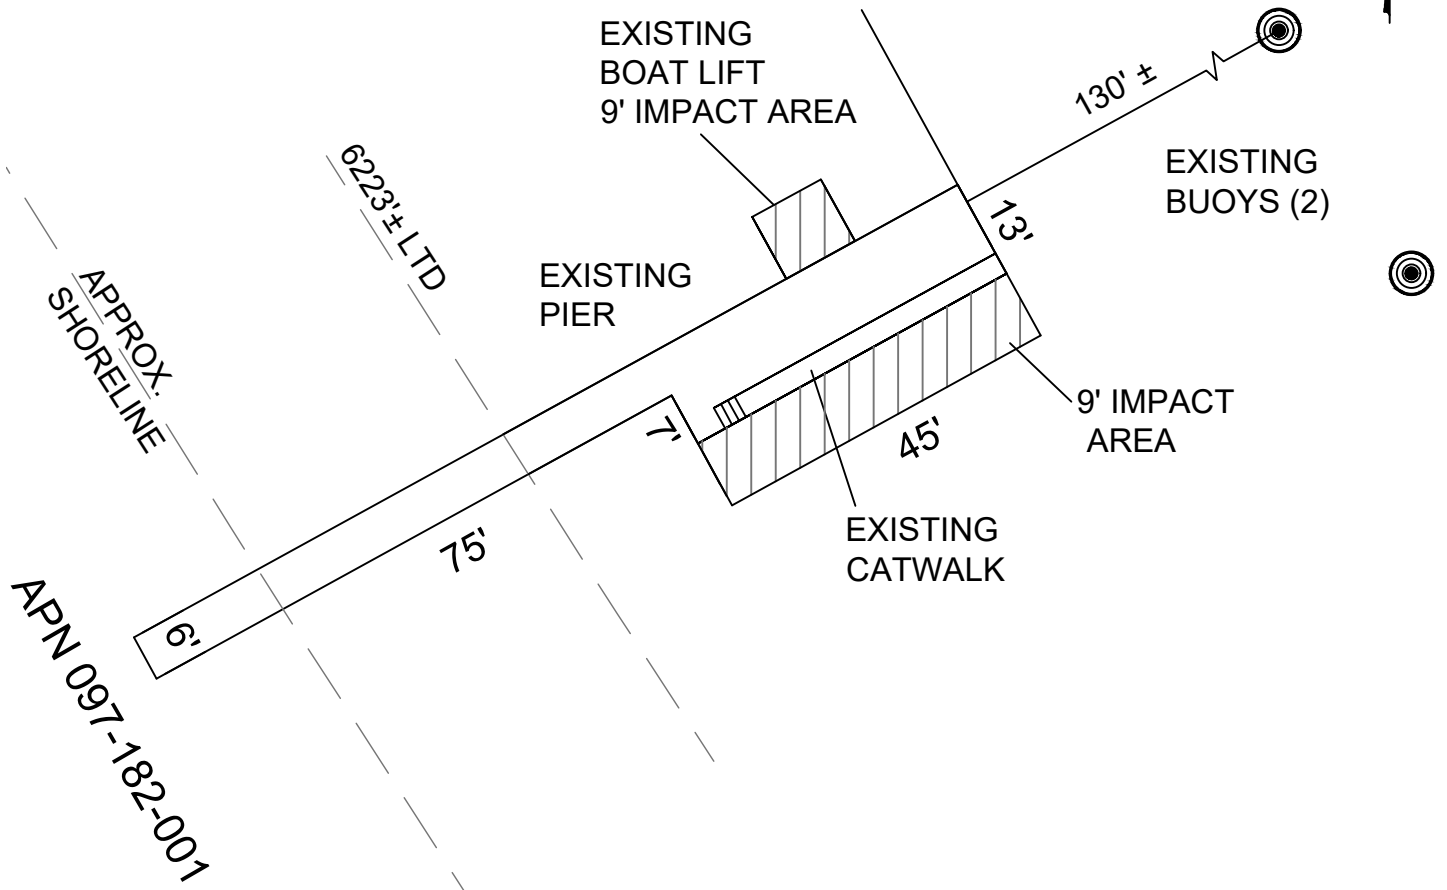 EXISTING
BOAT LIFT
9' IMPACT AREA
130' ±
EXISTING
BUOYS (2)
6223'± LTD
13'
APPROX.
SHORELINE
EXISTING
PIER
9' IMPACT
AREA
7'
45'
EXISTING
CATWALK
75'
6'
APN 097-182-001